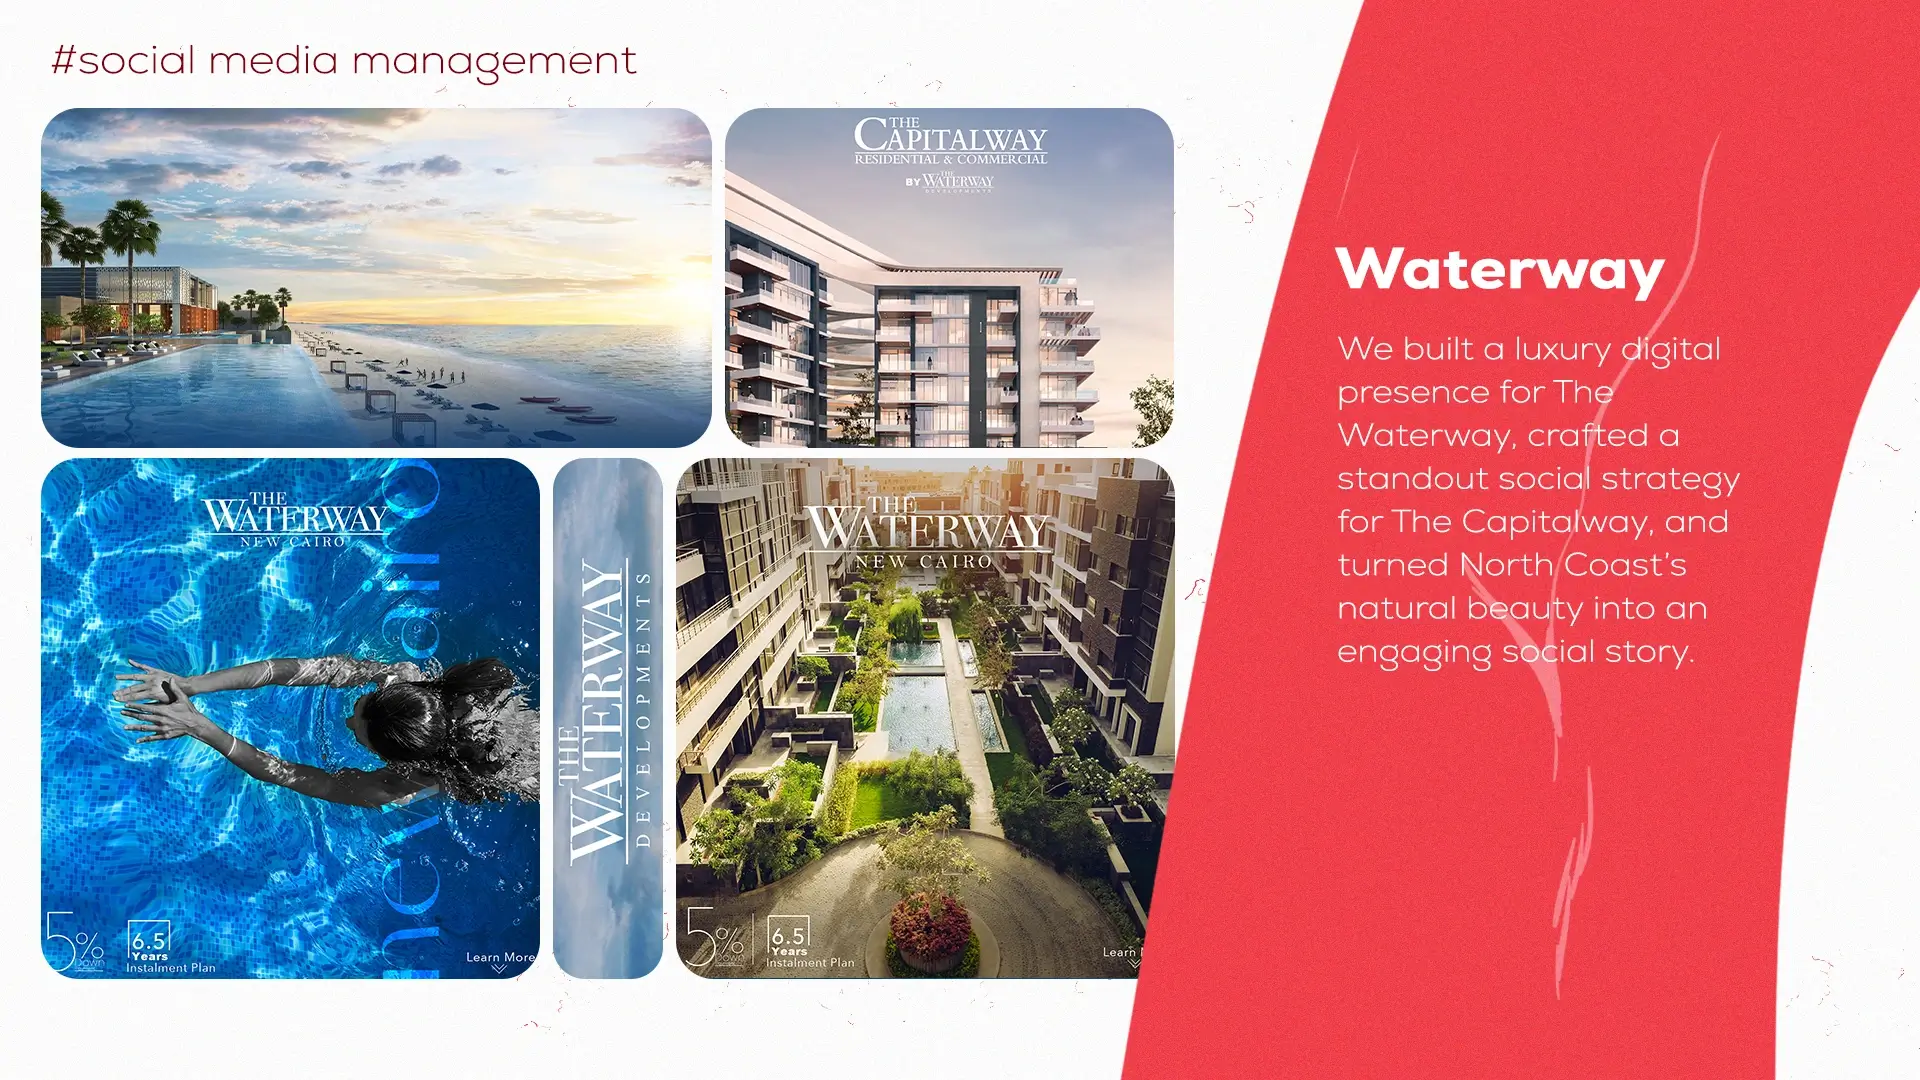 #social media management
THE
CAPITALWAY
RESIDENTIAL & COMMERCIAL
BY THE WATERWAY
DEVELOPMENTS
THE
WATERWAY
NEW CAIRO
new cairo
5%
Down
6.5
Years
Instalment Plan
Learn More
THE
WATERWAY
DEVELOPMENTS
THE
WATERWAY
NEW CAIRO
5%
Down
6.5
Years
Instalment Plan
Learn
Waterway
We built a luxury digital
presence for The
Waterway, crafted a
standout social strategy
for The Capitalway, and
turned North Coast's
natural beauty into an
engaging social story.